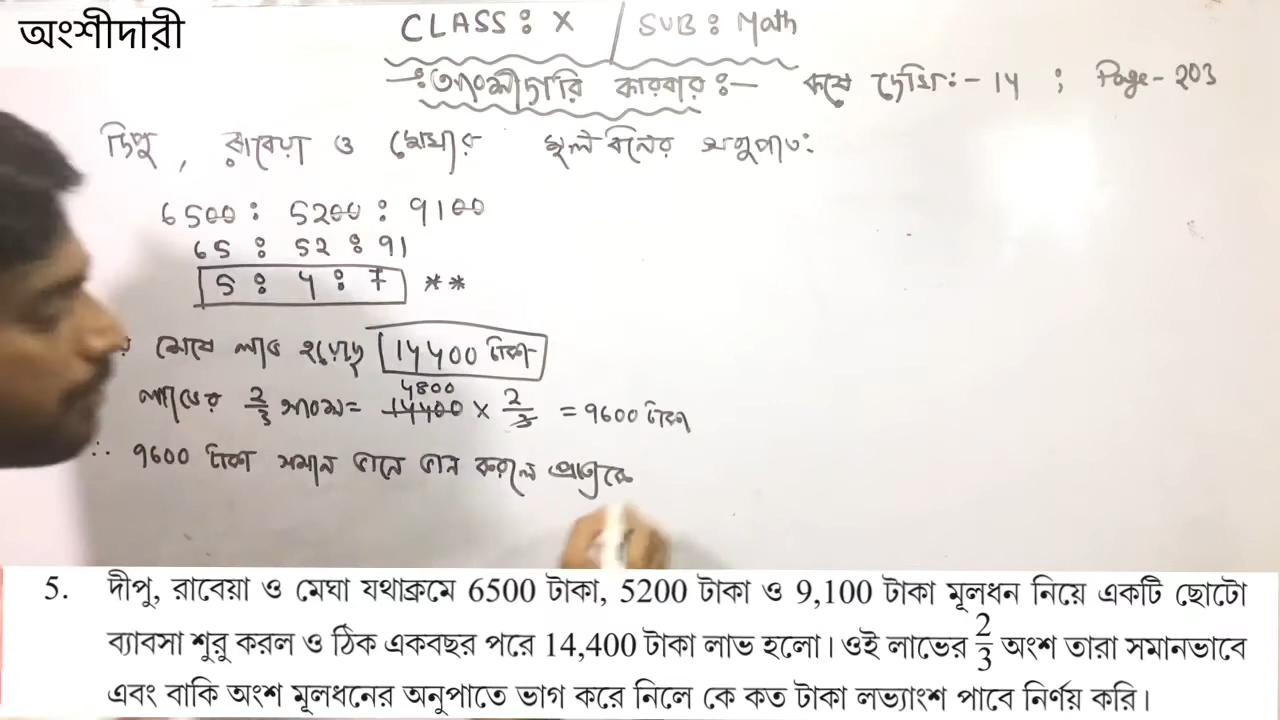 অংশীদারী
CLASS : X / SUB : Math
-:অংশীদারি কারবার:- কষে দেখি:- 14 ; Page - 203
দিপু, রাবেয়া ও মেঘার মূলধনের অনুপাত:
6500 : 5200 : 9100
65 : 52 : 91
5 : 4 : 7 **
শেষে লাভ হয়েছে 14400 টাকা
4800
লাভের 2/3 অংশ = 14400 × 2/3 = 9600 টাকা
∴ 9600 টাকা সমান ভাগে ভাগ করলে প্রত্যেকে
5. দীপু, রাবেয়া ও মেঘা যথাক্রমে 6500 টাকা, 5200 টাকা ও 9,100 টাকা মূলধন নিয়ে একটি ছোটো
ব্যাবসা শুরু করল ও ঠিক একবছর পরে 14,400 টাকা লাভ হলো। ওই লাভের 2/3 অংশ তারা সমানভাবে
এবং বাকি অংশ মূলধনের অনুপাতে ভাগ করে নিলে কে কত টাকা লভ্যাংশ পাবে নির্ণয় করি।